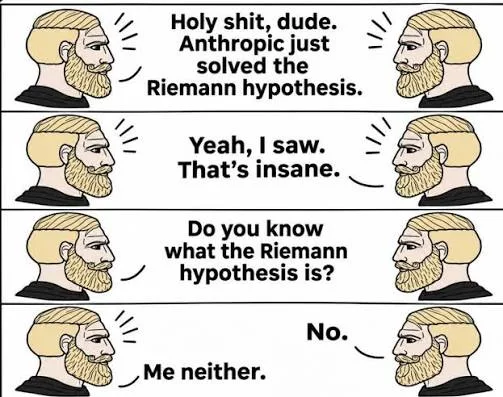 Holy shit, dude.
Anthropic just
solved the
Riemann hypothesis.
Yeah, I saw.
That's insane.
Do you know
what the Riemann
hypothesis is?
No.
Me neither.